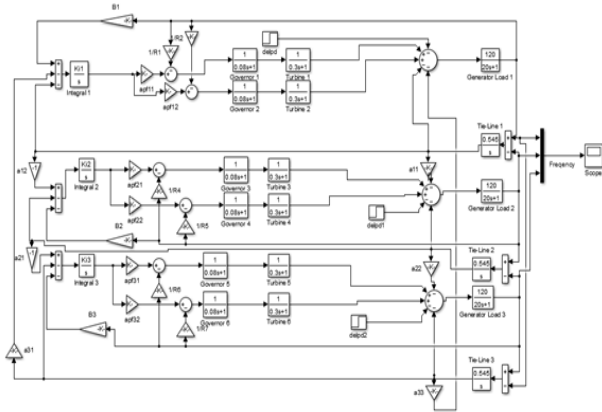 B1
1/R1
1/R2
delpd
Ki1
s
Integral 1
apf11
apf12
1
0.08s+1
Governor 1
1
0.3s+1
Turbine 1
1
0.08s+1
Governor 2
1
0.3s+1
Turbine 2
120
20s+1
Generator Load 1
Tie-Line 1
0.545
s
Scope
a12
-1
Ki2
s
Integral 2
apf21
apf22
1/R4
1/R5
1
0.08s+1
Governor 3
1
0.3s+1
Turbine 3
1
0.08s+1
Governor 4
1
0.3s+1
Turbine 4
a11
delpd1
120
20s+1
Generator Load 2
B2
a21
-1
Ki3
s
Integral 3
apf31
apf32
1/R6
1/R7
1
0.08s+1
Governor 5
1
0.3s+1
Turbine 5
1
0.08s+1
Governor 6
1
0.3s+1
Turbine 6
a22
delpd2
Tie-Line 2
0.545
s
120
20s+1
Generator Load 3
B3
a31
a33
Tie-Line 3
0.545
s